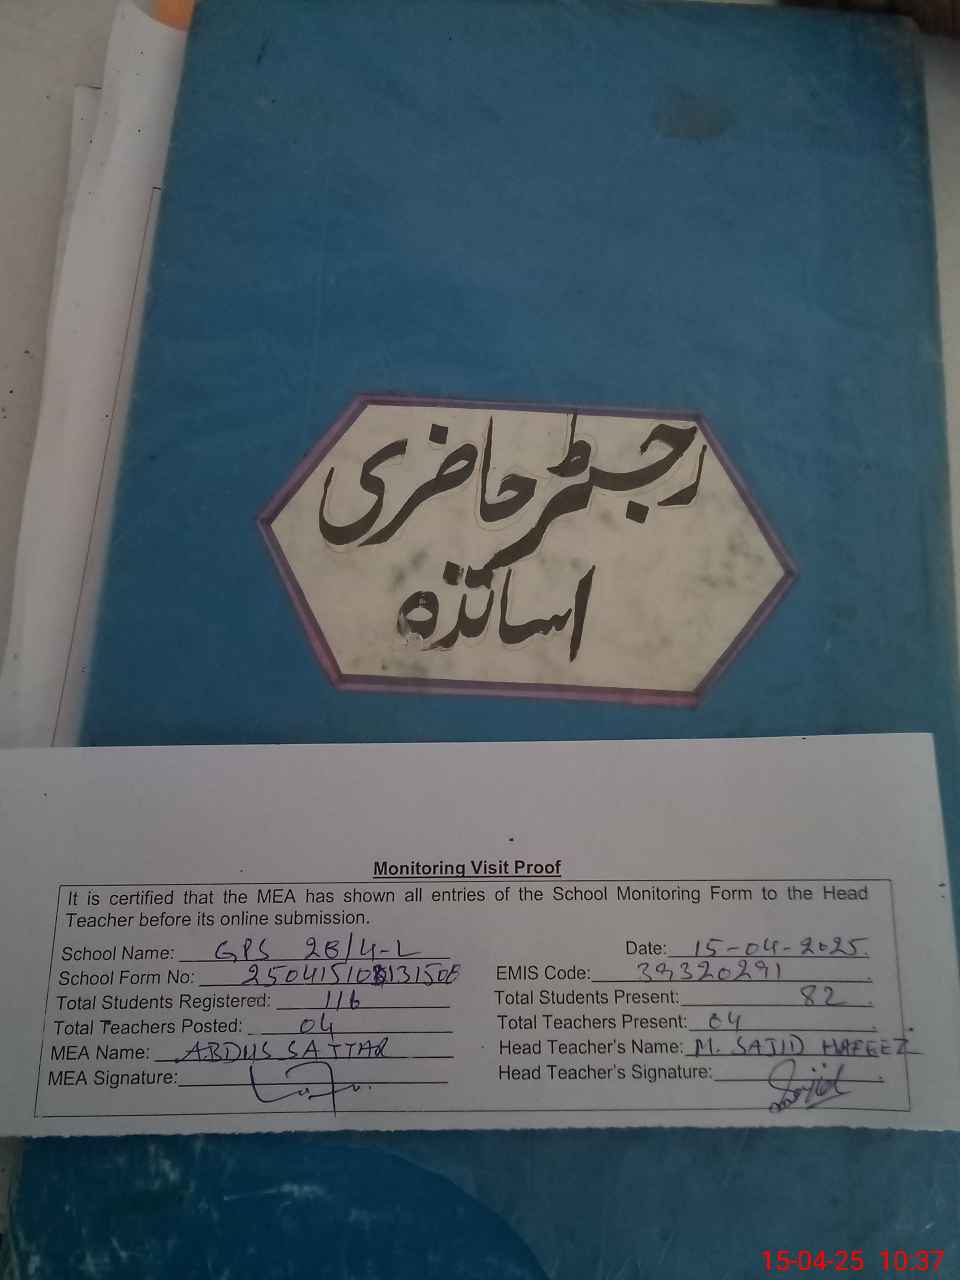 رجسٹر حاضری
اساتذہ
Monitoring Visit Proof
It is certified that the MEA has shown all entries of the School Monitoring Form to the Head
Teacher before its online submission.
School Name: GPS 2B/4-L Date: 15-04-2025
School Form No: EMIS Code: 39320291
Total Students Registered: 116 Total Students Present: 82
Total Teachers Posted: 04 Total Teachers Present: 04
MEA Name: ABDUS SATTAR Head Teacher's Name: M. SAJID HAFEEZ
MEA Signature: Head Teacher's Signature: Sajid
15-04-25 10:37